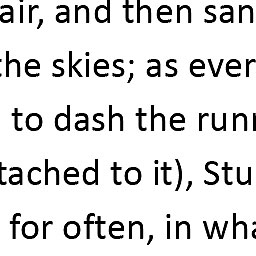 air, and then san
the skies; as ever
to dash the runn
tached to it), Stu
for often, in wha